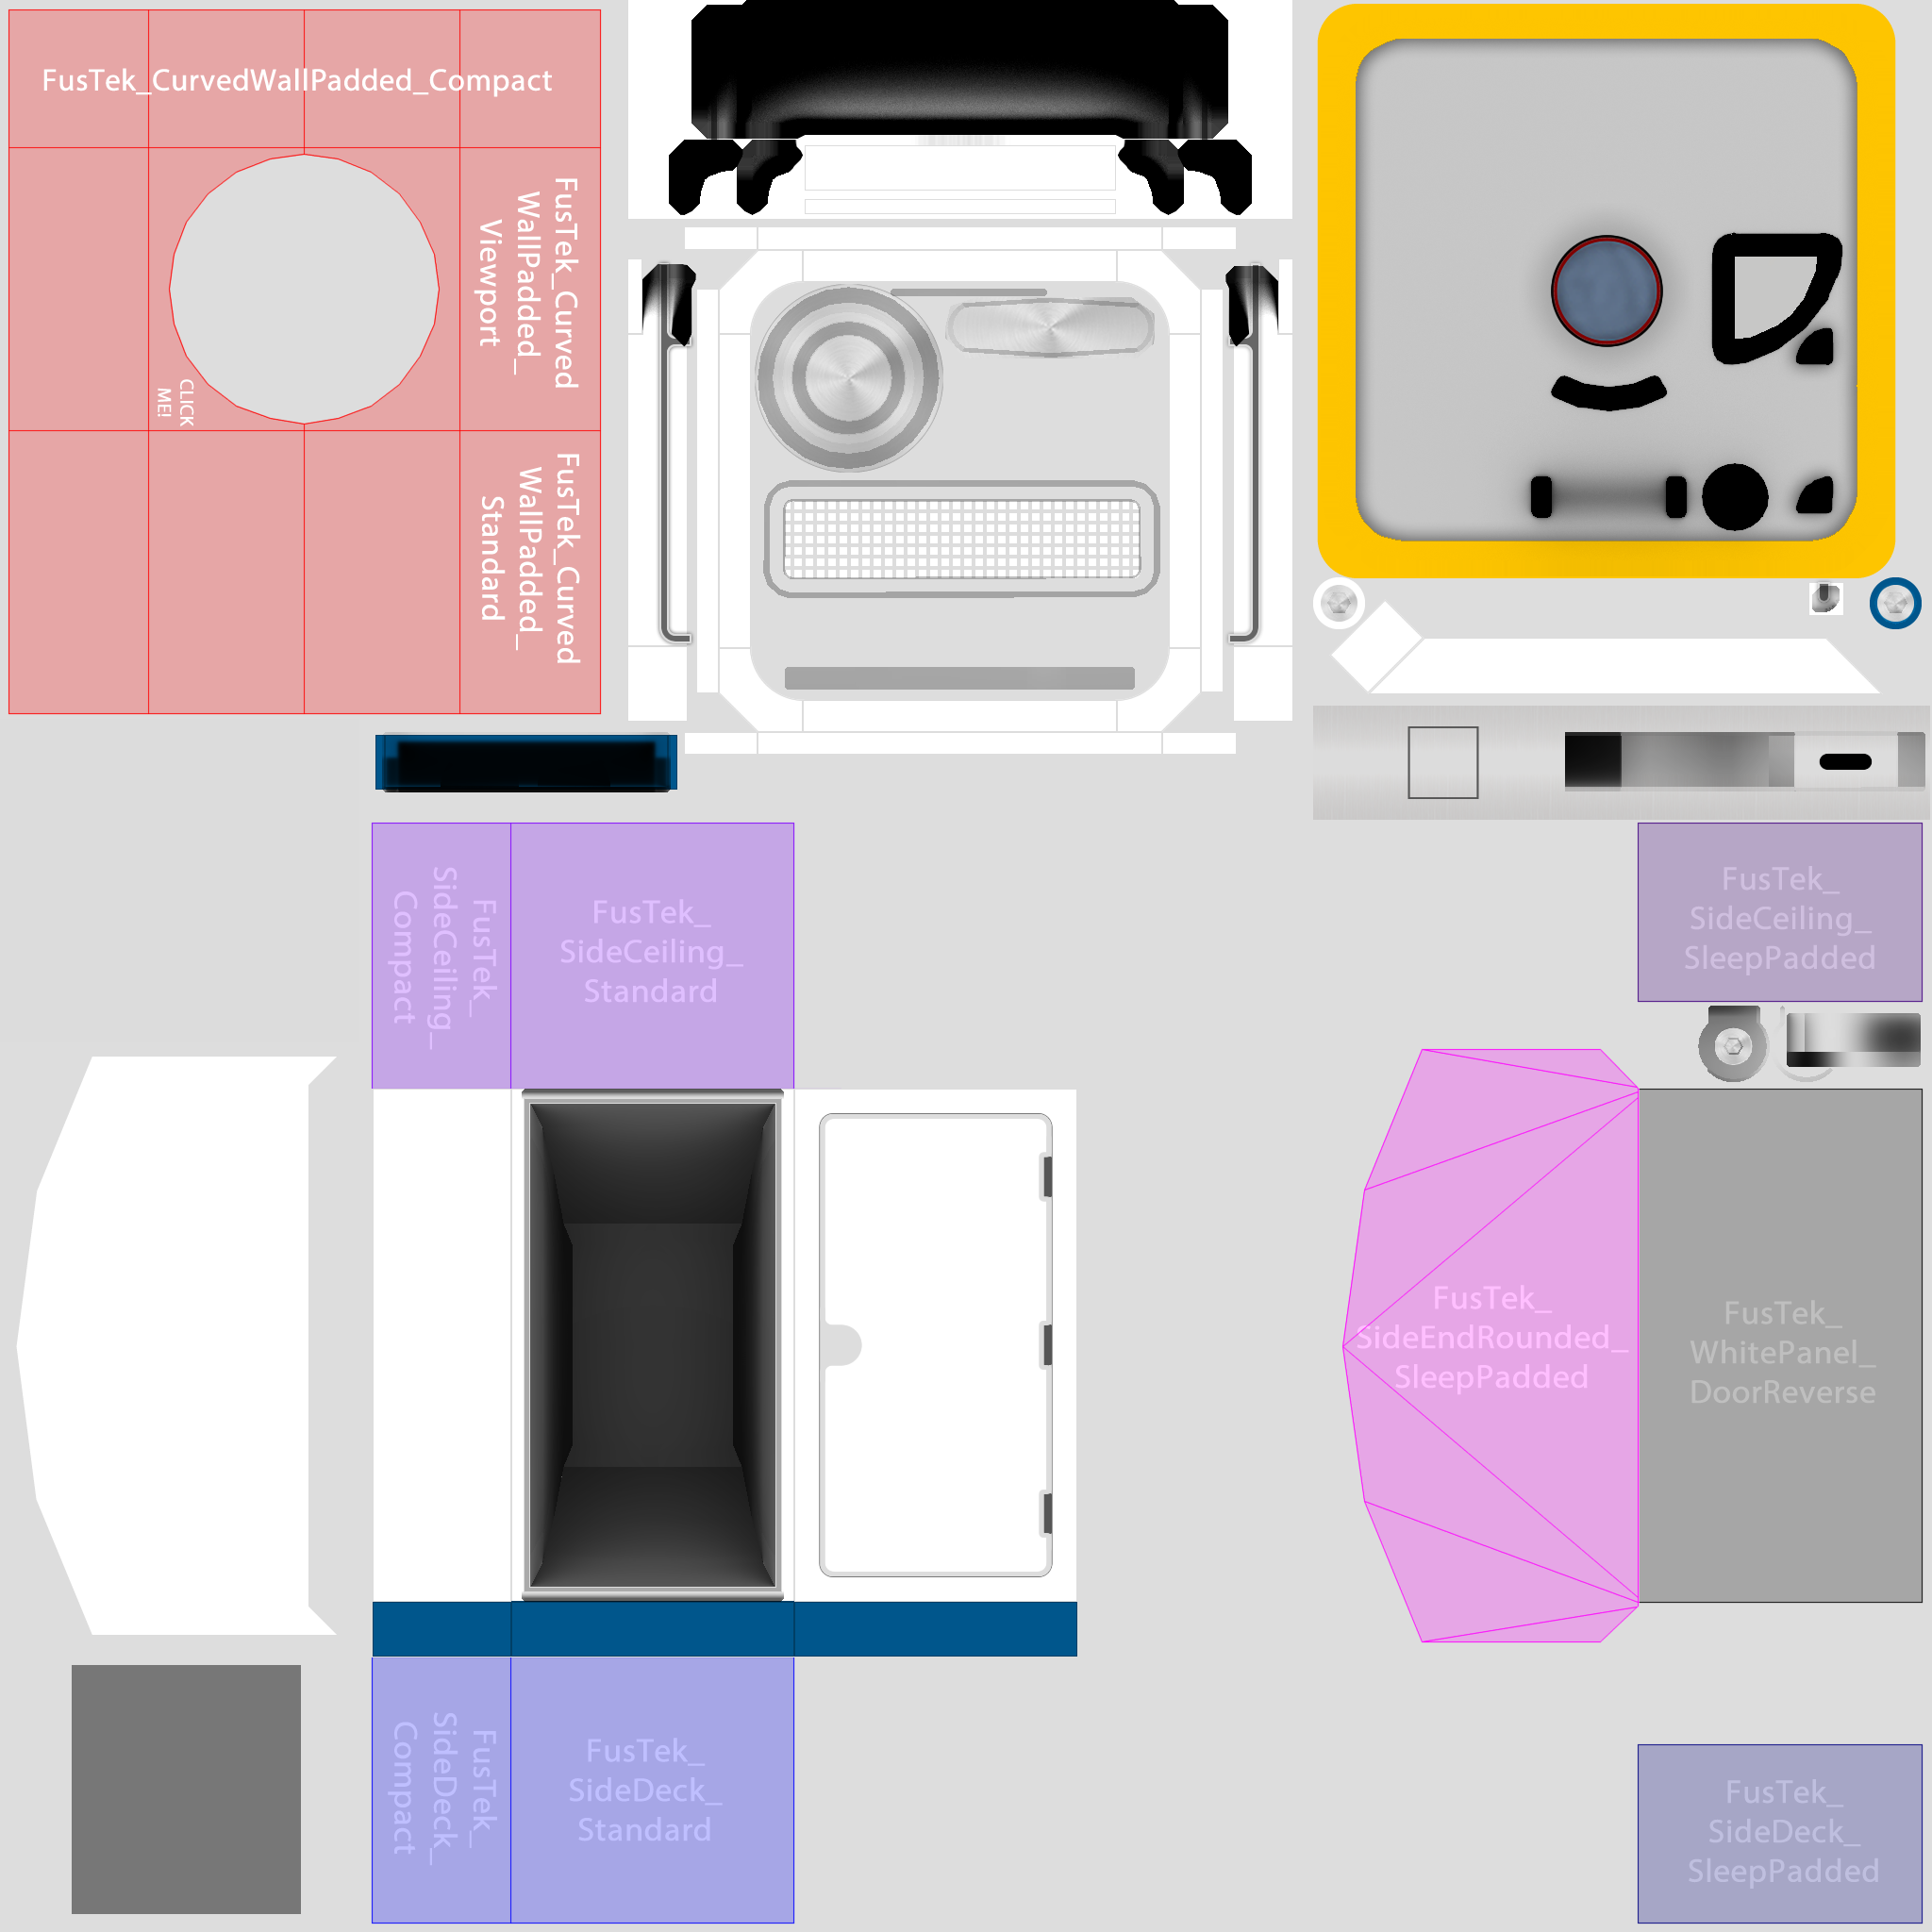 FusTek_CurvedWallPadded_Compact
FusTek_Curved
WallPadded_
Viewport
CLICK
ME!
FusTek_Curved
WallPadded_
Standard
FusTek_
SideCeiling_
Compact
FusTek_
SideCeiling_
Standard
FusTek_
SideCeiling_
SleepPadded
FusTek_
SideEndRounded_
SleepPadded
FusTek_
WhitePanel_
DoorReverse
FusTek_
SideDeck_
Compact
FusTek_
SideDeck_
Standard
FusTek_
SideDeck_
SleepPadded